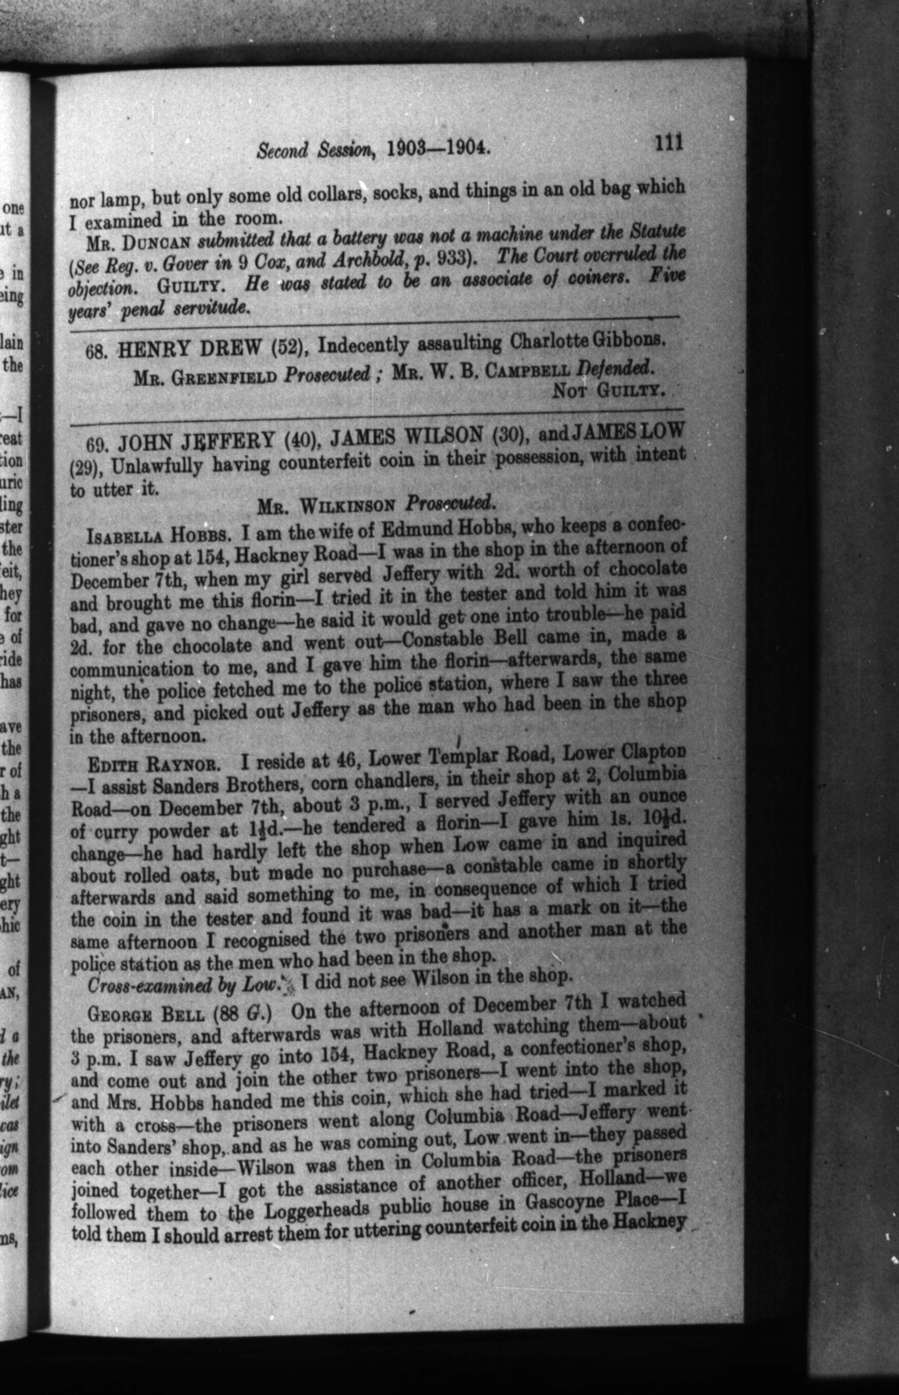 Second Session, 1903—1904. 111
nor lamp, but only some old collars, socks, and things in an old bag which
I examined in the room.
MR. DUNCAN submitted that a battery was not a machine under the Statute
(See Reg. v. Gover in 9 Cox, and Archbold, p. 933). The Court overruled the
objection. GUILTY. He was stated to be an associate of coiners. Five
years' penal servitude.
68. HENRY DREW (52), Indecently assaulting Charlotte Gibbons.
MR. GREENFIELD Prosecuted; MR. W. B. CAMPBELL Defended.
NOT GUILTY.
69. JOHN JEFFERY (40), JAMES WILSON (30), and JAMES LOW
(29), Unlawfully having counterfeit coin in their possession, with intent
to utter it.
MR. WILKINSON Prosecuted.
ISABELLA HOBBS. I am the wife of Edmund Hobbs, who keeps a confec-
tioner's shop at 154, Hackney Road—I was in the shop in the afternoon of
December 7th, when my girl served Jeffery with 2d. worth of chocolate
and brought me this florin—I tried it in the tester and told him it was
bad, and gave no change—he said it would get one into trouble—he paid
2d. for the chocolate and went out—Constable Bell came in, made a
communication to me, and I gave him the florin—afterwards, the same
night, the police fetched me to the police station, where I saw the three
prisoners, and picked out Jeffery as the man who had been in the shop
in the afternoon.
EDITH RAYNOR. I reside at 46, Lower Templar Road, Lower Clapton
—I assist Sanders Brothers, corn chandlers, in their shop at 2, Columbia
Road—on December 7th, about 3 p.m., I served Jeffery with an ounce
of curry powder at 1½d.—he tendered a florin—I gave him 1s. 10½d.
change—he had hardly left the shop when Low came in and inquired
about rolled oats, but made no purchase—a constable came in shortly
afterwards and said something to me, in consequence of which I tried
the coin in the tester and found it was bad—it has a mark on it—the
same afternoon I recognised the two prisoners and another man at the
police station as the men who had been in the shop.
Cross-examined by Low. I did not see Wilson in the shop.
GEORGE BELL (88 G.) On the afternoon of December 7th I watched
the prisoners, and afterwards was with Holland watching them—about
3 p.m. I saw Jeffery go into 154, Hackney Road, a confectioner's shop,
and come out and join the other two prisoners—I went into the shop,
and Mrs. Hobbs handed me this coin, which she had tried—I marked it
with a cross—the prisoners went along Columbia Road—Jeffery went
into Sanders' shop, and as he was coming out, Low went in—they passed
each other inside—Wilson was then in Columbia Road—the prisoners
joined together—I got the assistance of another officer, Holland—we
followed them to the Loggerheads public house in Gascoyne Place—I
told them I should arrest them for uttering counterfeit coin in the Hackney